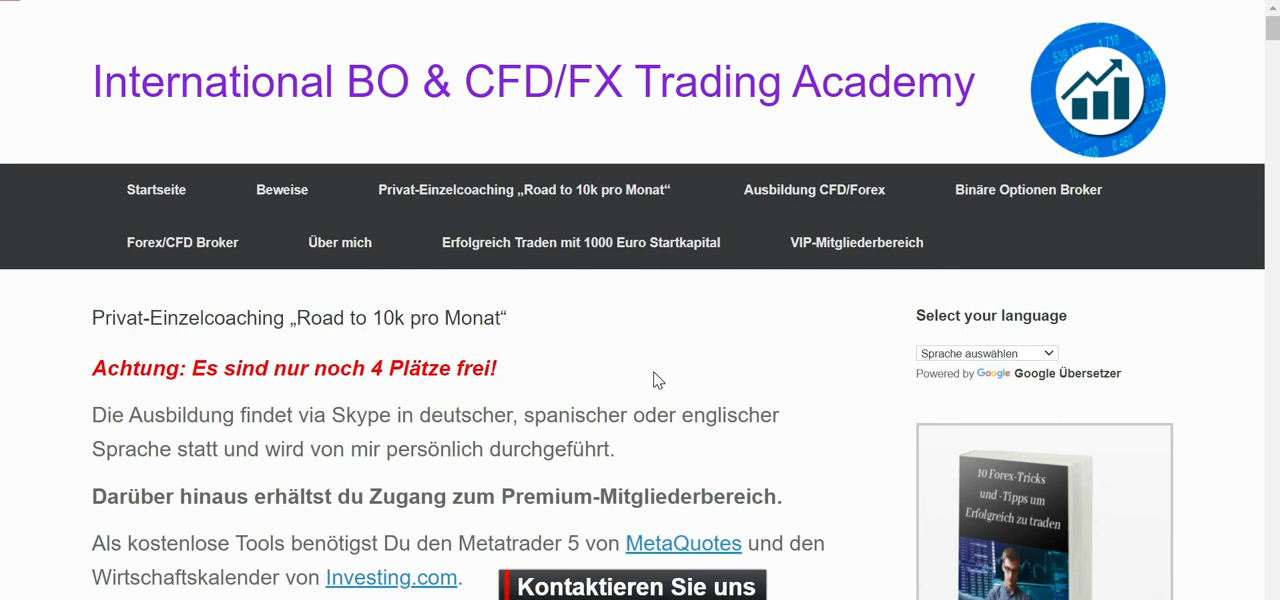 International BO & CFD/FX Trading Academy
Startseite
Beweise
Privat-Einzelcoaching „Road to 10k pro Monat“
Ausbildung CFD/Forex
Binäre Optionen Broker
Forex/CFD Broker
Über mich
Erfolgreich Traden mit 1000 Euro Startkapital
VIP-Mitgliederbereich
Privat-Einzelcoaching „Road to 10k pro Monat“
Achtung: Es sind nur noch 4 Plätze frei!
Die Ausbildung findet via Skype in deutscher, spanischer oder englischer
Sprache statt und wird von mir persönlich durchgeführt.
Darüber hinaus erhältst du Zugang zum Premium-Mitgliederbereich.
Als kostenlose Tools benötigst Du den Metatrader 5 von MetaQuotes und den
Wirtschaftskalender von Investing.com.
Kontaktieren Sie uns
Select your language
Sprache auswählen
Powered by Google Google Übersetzer
10 Forex-Tricks
und -Tipps um
Erfolgreich zu traden